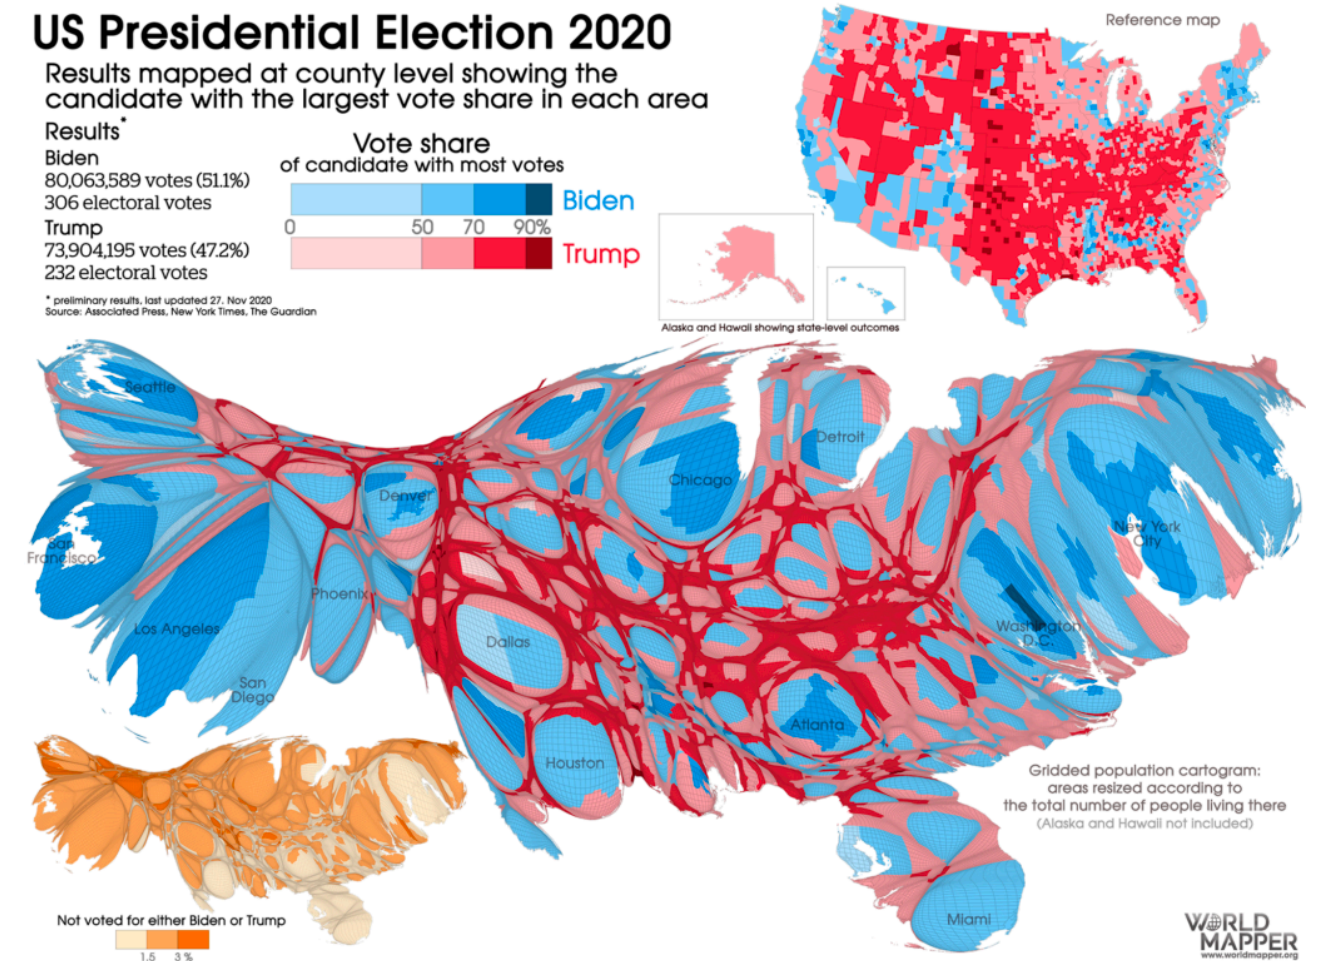 US Presidential Election 2020
Results mapped at county level showing the
candidate with the largest vote share in each area
Results*
Biden
80,063,589 votes (51.1%)
306 electoral votes
Trump
73,904,195 votes (47.2%)
232 electoral votes
* preliminary results, last updated 27. Nov 2020
Source: Associated Press, New York Times, The Guardian
Vote share
of candidate with most votes
Biden
0 50 70 90%
Trump
Reference map
Alaska and Hawaii showing state-level outcomes
Seattle
Detroit
Chicago
Denver
New York
City
San
Francisco
Phoenix
Los Angeles
Washington
D.C.
Dallas
San
Diego
Atlanta
Houston
Miami
Gridded population cartogram:
areas resized according to
the total number of people living there
(Alaska and Hawaii not included)
Not voted for either Biden or Trump
1.5 3 %
WORLD
MAPPER
www.worldmapper.org